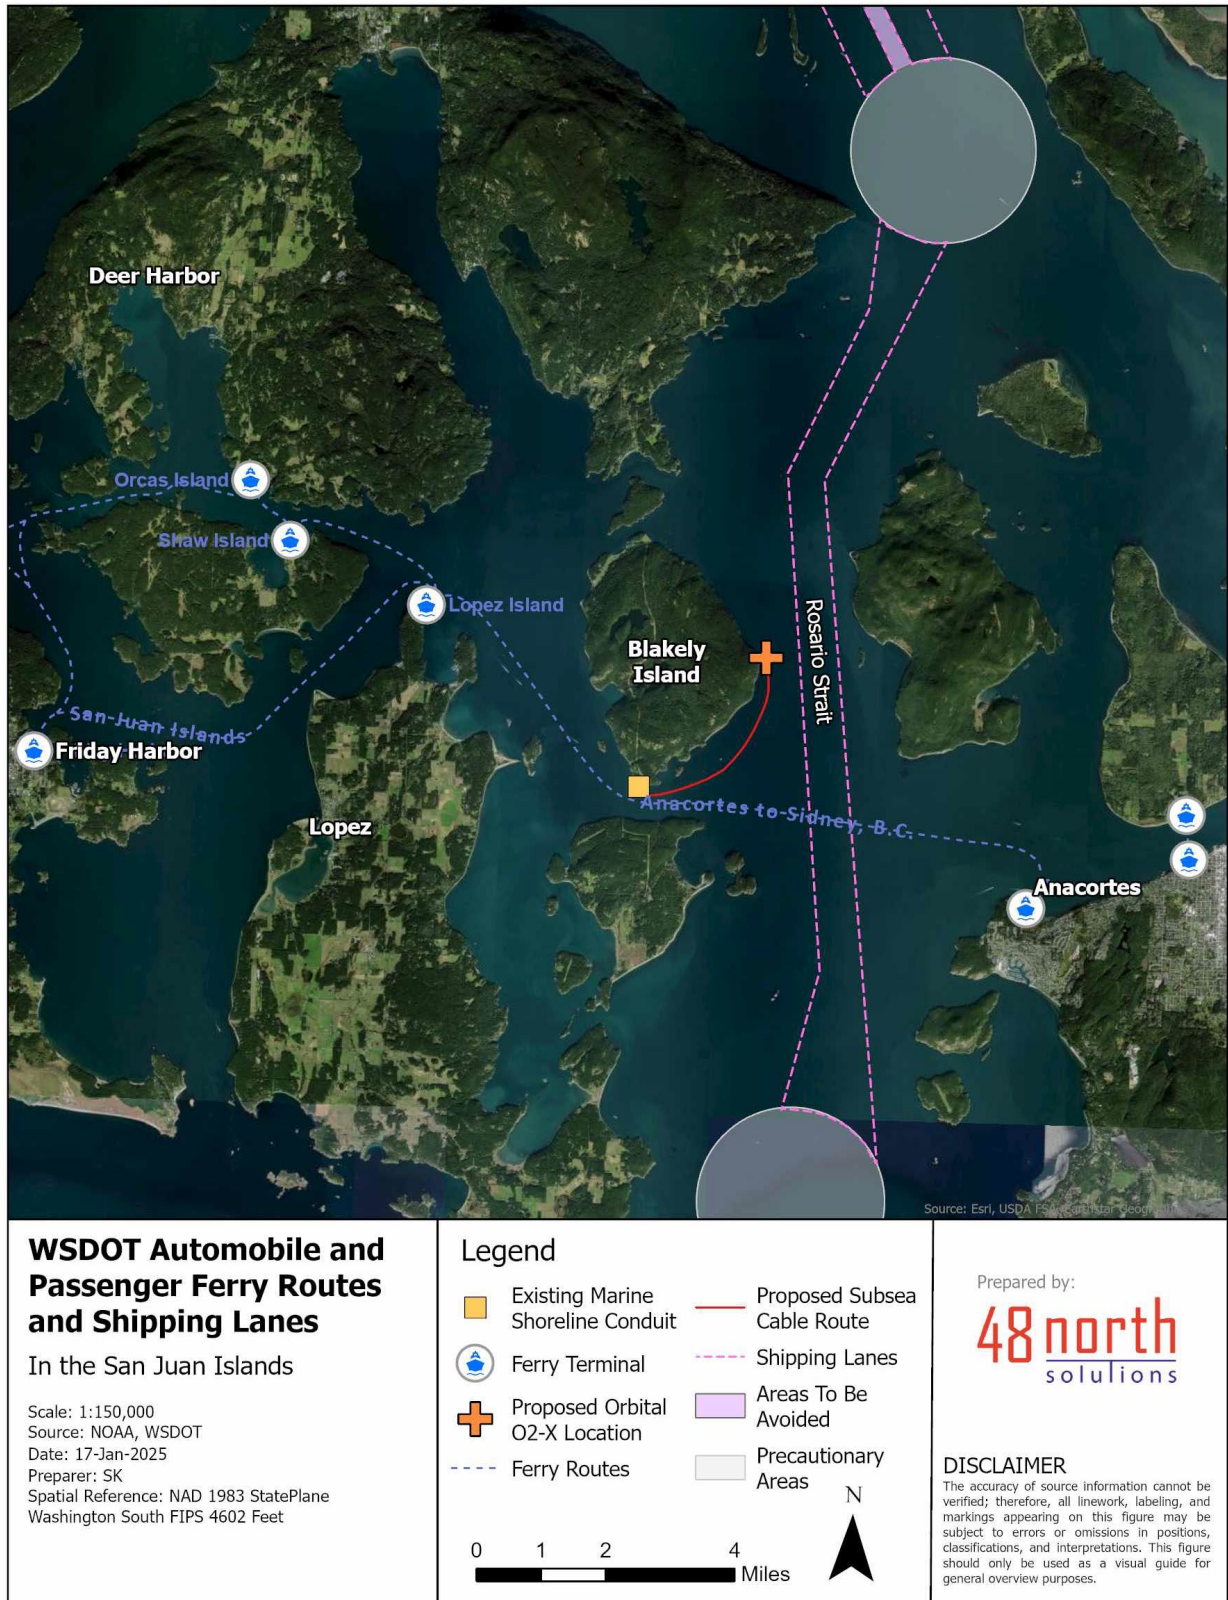 Deer Harbor
Orcas Island
Shaw Island
Lopez Island
Blakely
Island
Rosario Strait
San Juan Islands
Friday Harbor
Anacortes to Sidney, B.C.
Lopez
Anacortes
Source: Esri, USDA FSA, Earthstar Geographics
WSDOT Automobile and
Passenger Ferry Routes
and Shipping Lanes
In the San Juan Islands
Scale: 1:150,000
Source: NOAA, WSDOT
Date: 17-Jan-2025
Preparer: SK
Spatial Reference: NAD 1983 StatePlane
Washington South FIPS 4602 Feet
Legend
Existing Marine
Shoreline Conduit
Ferry Terminal
Proposed Orbital
O2-X Location
Ferry Routes
Proposed Subsea
Cable Route
Shipping Lanes
Areas To Be
Avoided
Precautionary
Areas
N
0 1 2 4
Miles
Prepared by:
48 north
solutions
DISCLAIMER
The accuracy of source information cannot be
verified; therefore, all linework, labeling, and
markings appearing on this figure may be
subject to errors or omissions in positions,
classifications, and interpretations. This figure
should only be used as a visual guide for
general overview purposes.